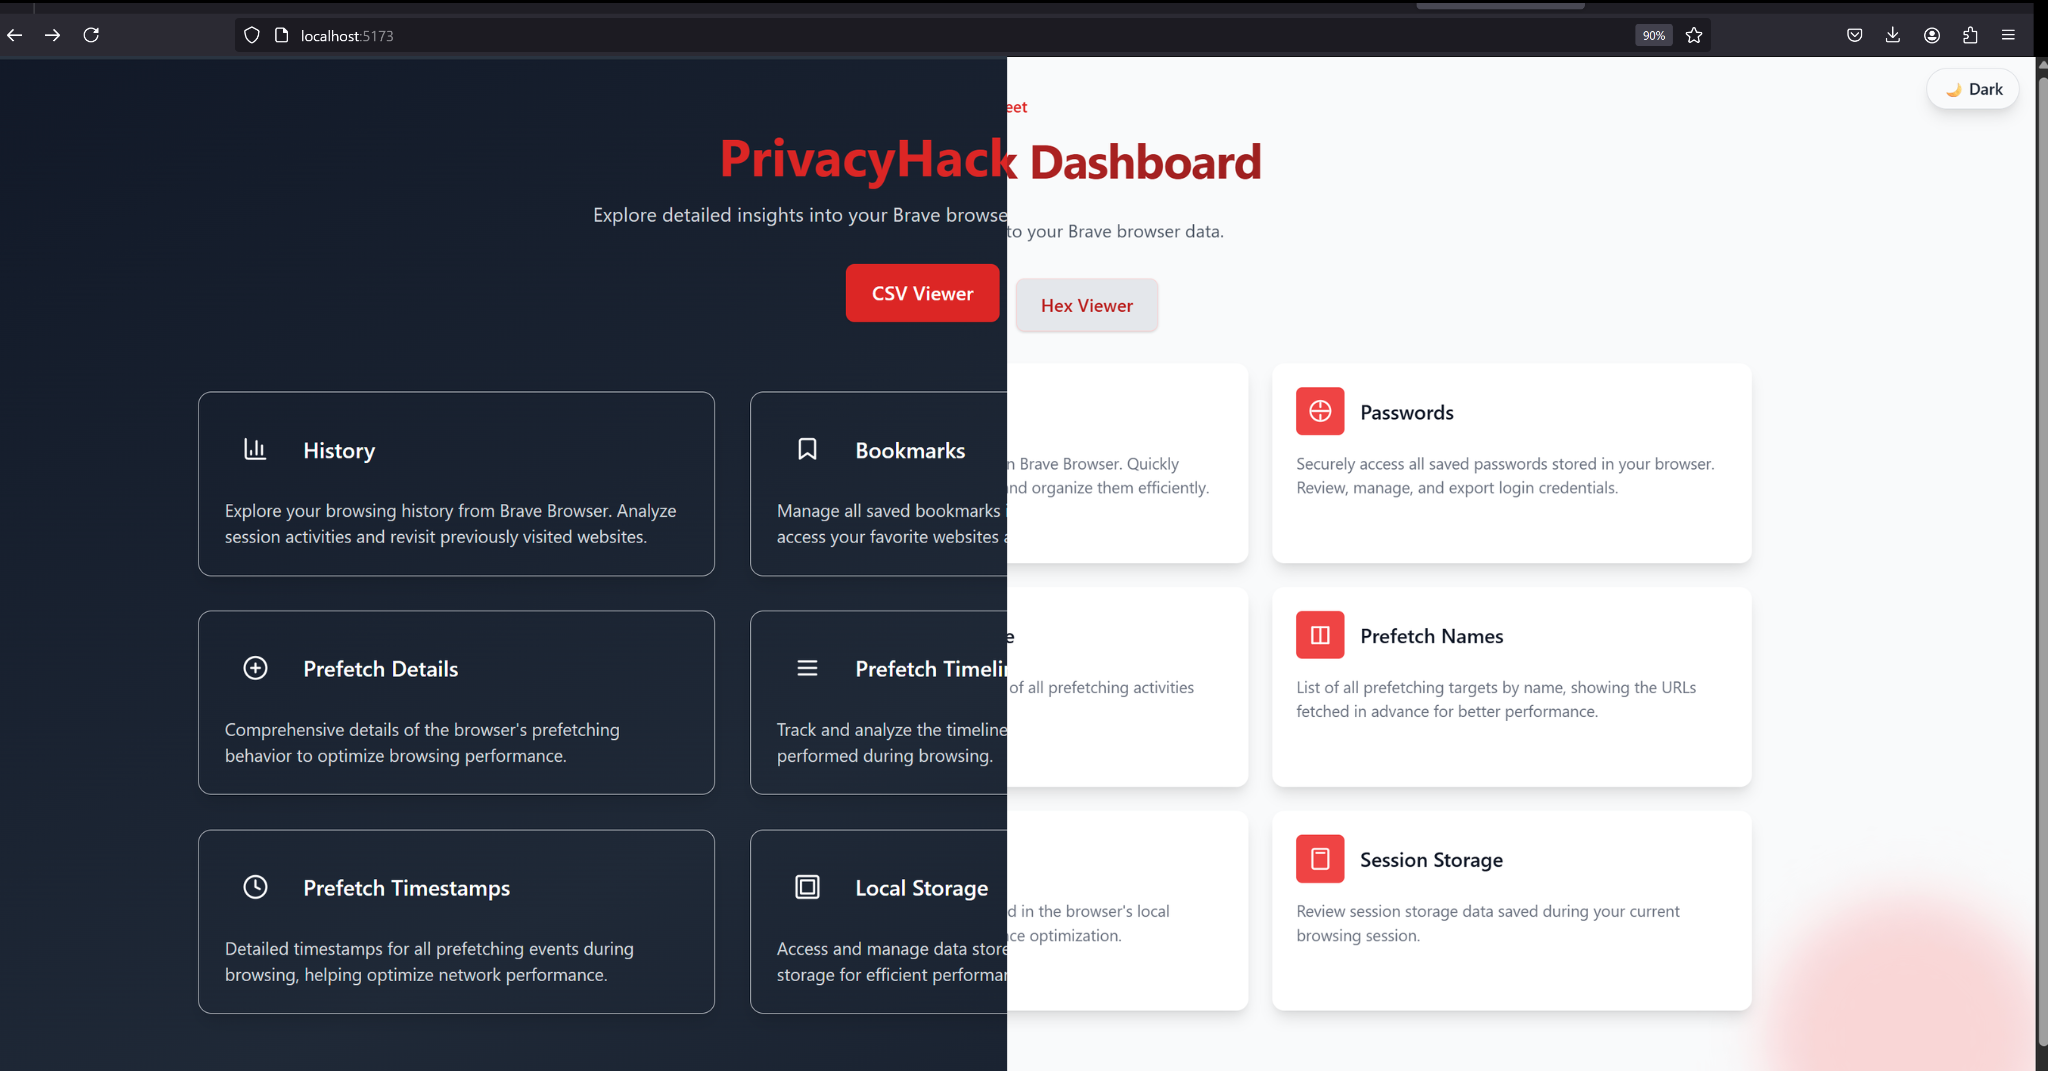 localhost:5173
90%
Dark
eet
PrivacyHack Dashboard
Explore detailed insights into your Brave browse
to your Brave browser data.
CSV Viewer
Hex Viewer
History
Explore your browsing history from Brave Browser. Analyze
session activities and revisit previously visited websites.
Bookmarks
Manage all saved bookmarks in Brave Browser. Quickly
access your favorite websites and organize them efficiently.
Passwords
Securely access all saved passwords stored in your browser.
Review, manage, and export login credentials.
Prefetch Details
Comprehensive details of the browser's prefetching
behavior to optimize browsing performance.
Prefetch Timelin e
Track and analyze the timeline of all prefetching activities
performed during browsing.
Prefetch Names
List of all prefetching targets by name, showing the URLs
fetched in advance for better performance.
Prefetch Timestamps
Detailed timestamps for all prefetching events during
browsing, helping optimize network performance.
Local Storage
Access and manage data stored in the browser's local
storage for efficient performance optimization.
Session Storage
Review session storage data saved during your current
browsing session.